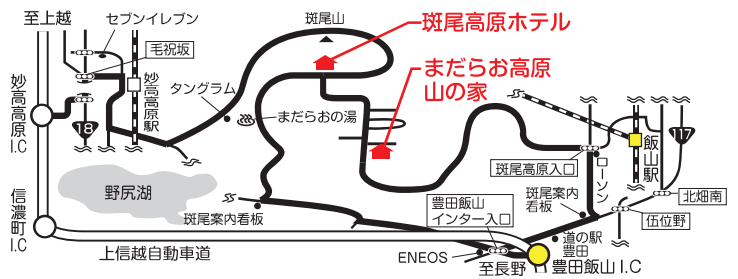 至上越
セブンイレブン
毛祝坂
斑尾山
斑尾高原ホテル
まだらお高原
山の家
妙高高原
I.C
18
妙高高原駅
タングラム
まだらおの湯
117
飯山駅
斑尾高原入口
ローソン
北畑南
斑尾案内
看板
伍位野
野尻湖
信濃町
I.C
斑尾案内看板
豊田飯山
インター入口
上信越自動車道
道の駅
豊田
ENEOS
至長野
豊田飯山I.C